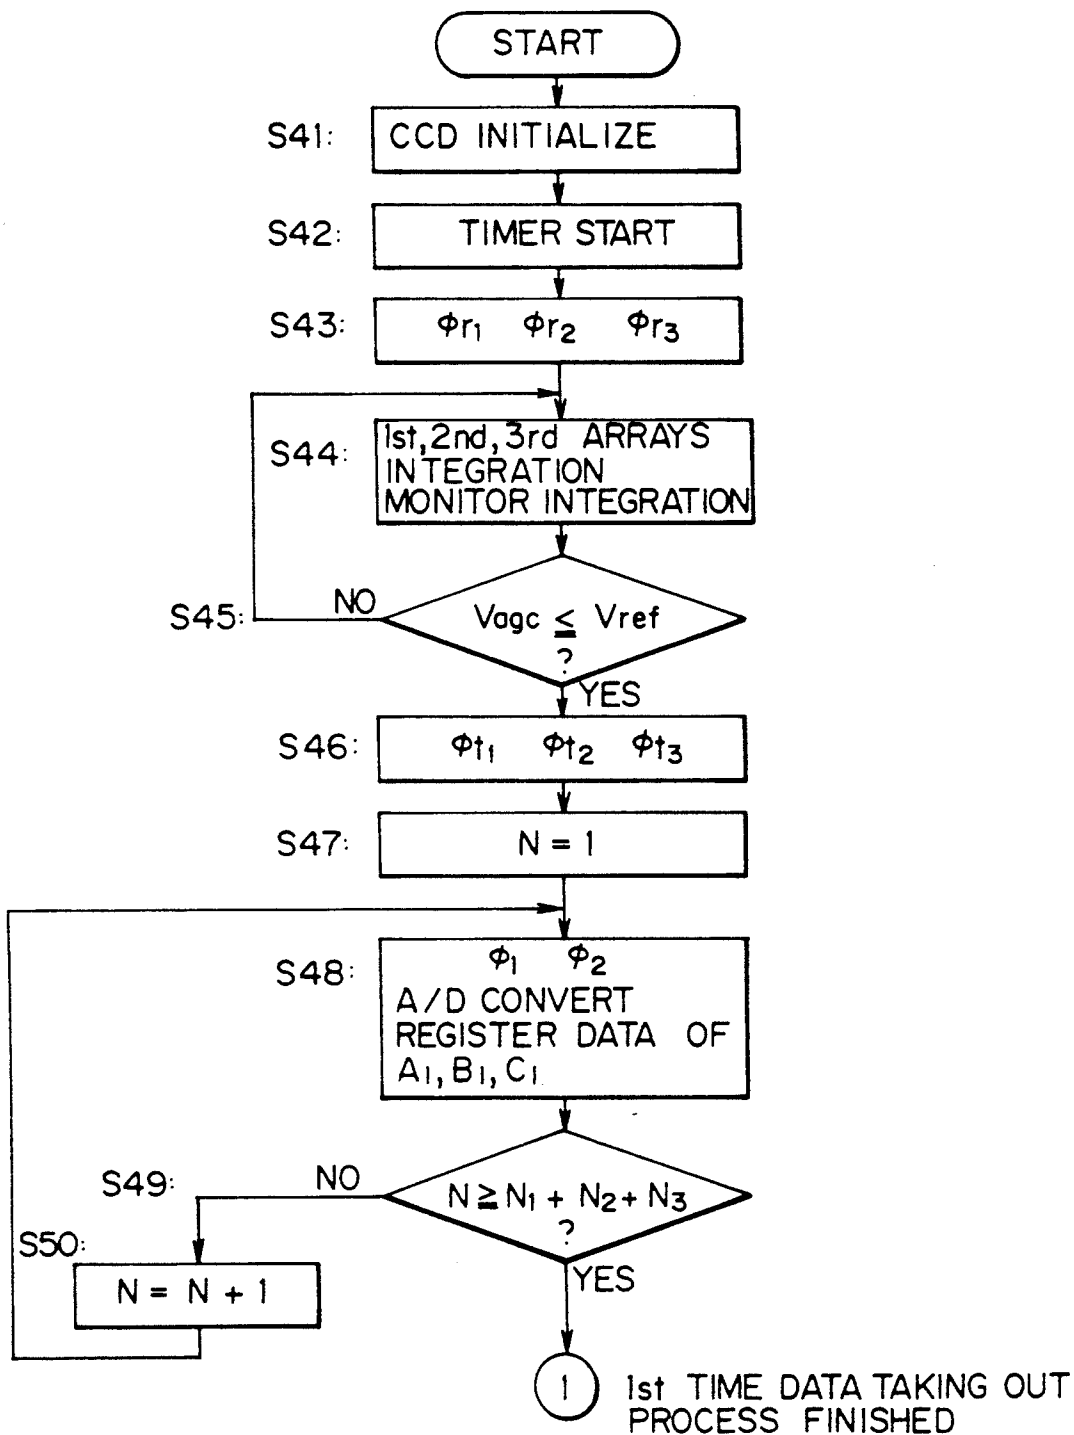 START
S41: CCD INITIALIZE
S42: TIMER START
S43: Φr1 Φr2 Φr3
S44: 1st,2nd,3rd ARRAYS
INTEGRATION
MONITOR INTEGRATION
S45: NO Vagc ≦ Vref
?
YES
S46: Φt1 Φt2 Φt3
S47: N = 1
S48: Φ1 Φ2
A/D CONVERT
REGISTER DATA OF
A1, B1, C1
S49: NO N ≧ N1 + N2 + N3
?
YES
S50: N = N + 1
1 1st TIME DATA TAKING OUT
PROCESS FINISHED